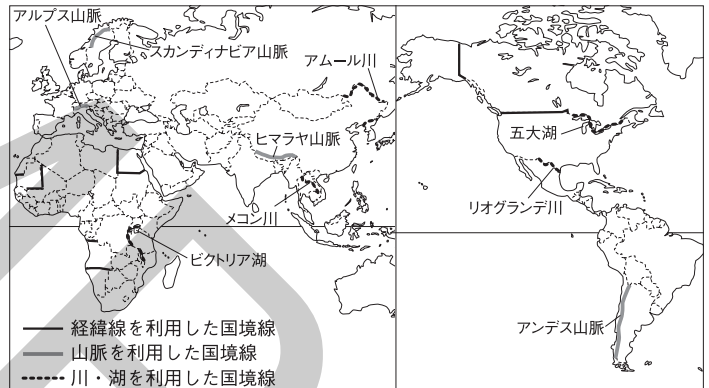 アルプス山脈
スカンディナビア山脈
アムール川
ヒマラヤ山脈
五大湖
メコン川
リオグランデ川
ビクトリア湖
アンデス山脈
経緯線を利用した国境線
山脈を利用した国境線
川・湖を利用した国境線